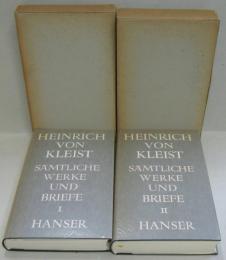 HEINRICH
VON
KLEIST
SÄMTLICHE
WERKE
UND
BRIEFE
I
HANSER
HEINRICH
VON
KLEIST
SÄMTLICHE
WERKE
UND
BRIEFE
II
HANSER